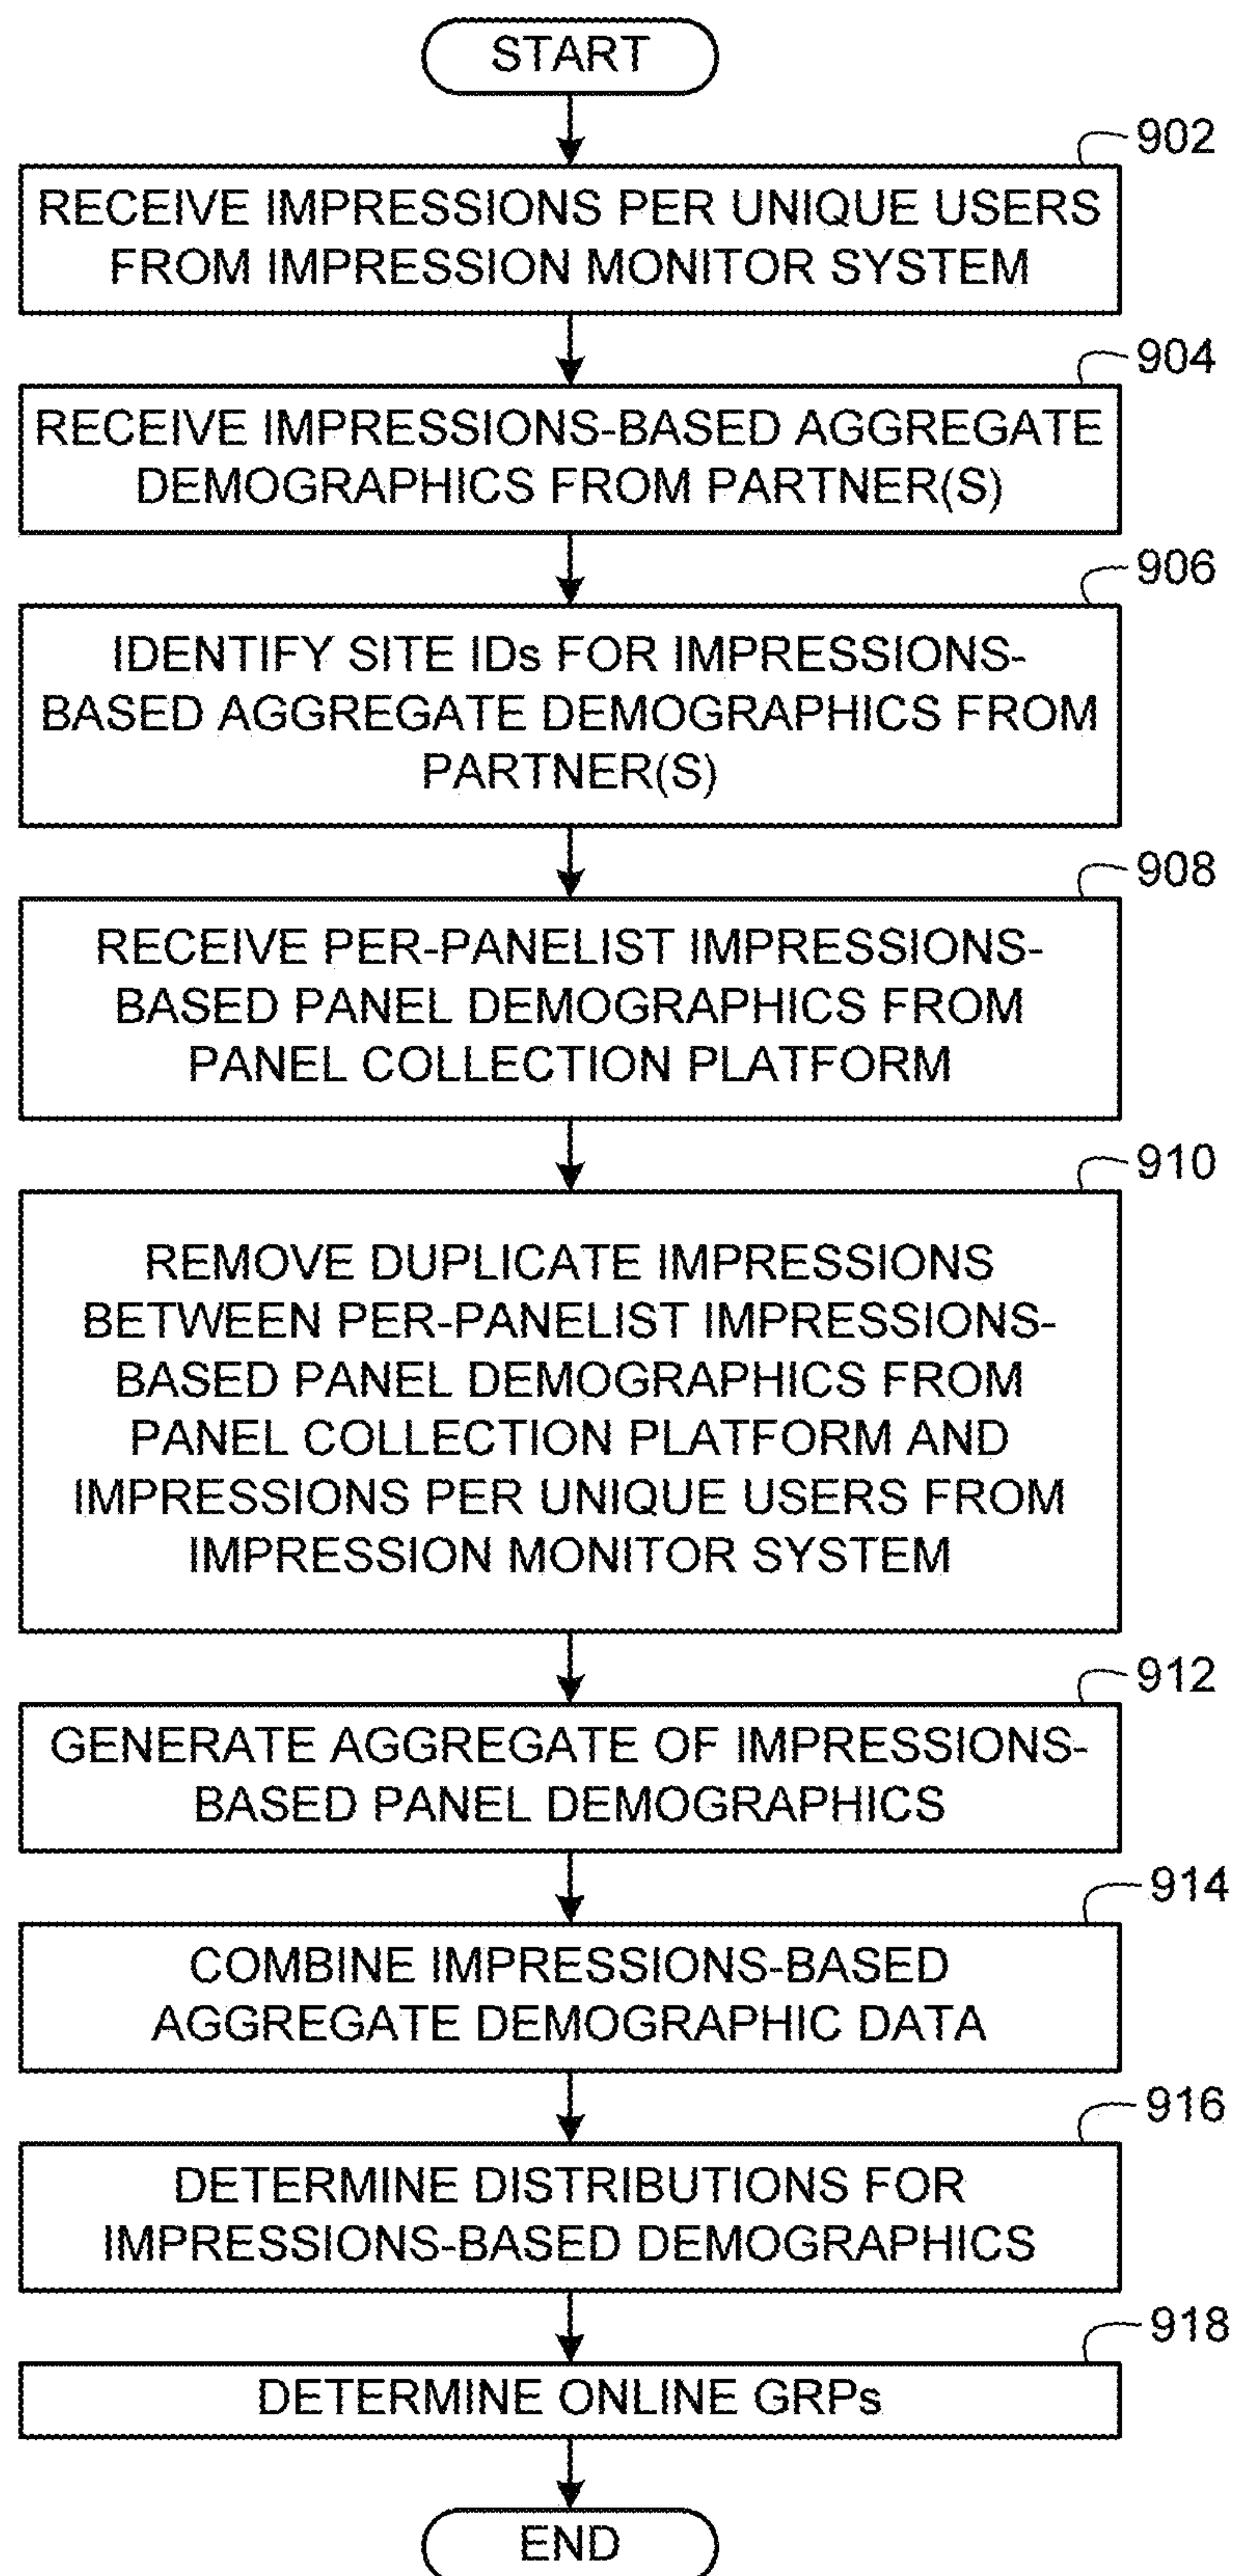 START
902
RECEIVE IMPRESSIONS PER UNIQUE USERS
FROM IMPRESSION MONITOR SYSTEM
904
RECEIVE IMPRESSIONS-BASED AGGREGATE
DEMOGRAPHICS FROM PARTNER(S)
906
IDENTIFY SITE IDs FOR IMPRESSIONS-
BASED AGGREGATE DEMOGRAPHICS FROM
PARTNER(S)
908
RECEIVE PER-PANELIST IMPRESSIONS-
BASED PANEL DEMOGRAPHICS FROM
PANEL COLLECTION PLATFORM
910
REMOVE DUPLICATE IMPRESSIONS
BETWEEN PER-PANELIST IMPRESSIONS-
BASED PANEL DEMOGRAPHICS FROM
PANEL COLLECTION PLATFORM AND
IMPRESSIONS PER UNIQUE USERS FROM
IMPRESSION MONITOR SYSTEM
912
GENERATE AGGREGATE OF IMPRESSIONS-
BASED PANEL DEMOGRAPHICS
914
COMBINE IMPRESSIONS-BASED
AGGREGATE DEMOGRAPHIC DATA
916
DETERMINE DISTRIBUTIONS FOR
IMPRESSIONS-BASED DEMOGRAPHICS
918
DETERMINE ONLINE GRPs
END